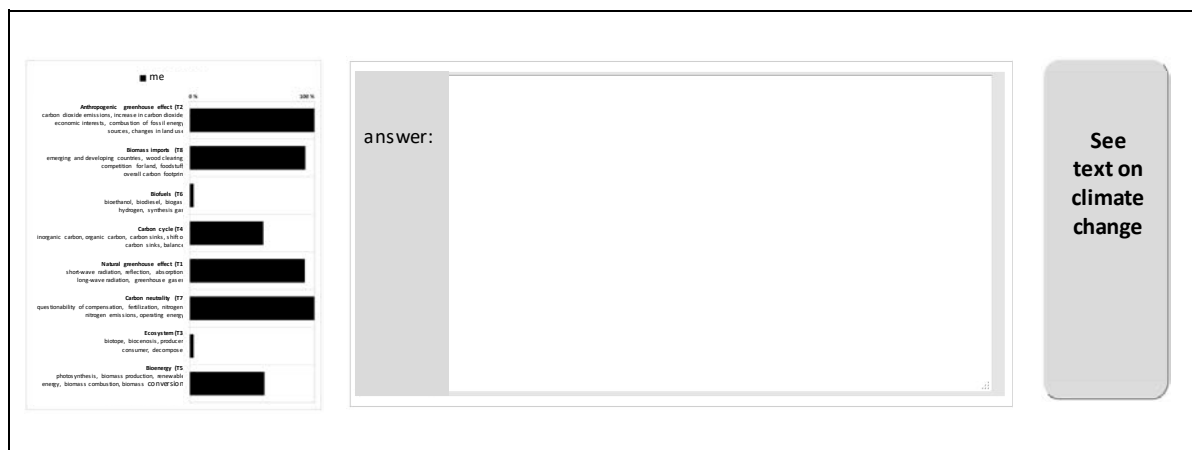 me
0 %
100 %
Anthropogenic greenhouse effect (T2
carbon dioxide emissions, increase in carbon dioxide
economic interests, combustion of fossil energy
sources, changes in land use
Biomass imports (T8
emerging and developing countries, wood clearing
competition for land, foodstuff
overall carbon footprin
Biofuels (T6
bioethanol, biodiesel, biogas
hydrogen, synthesis gas
Carbon cycle (T4
inorganic carbon, organic carbon, carbon sinks, shift o
carbon sinks, balance
Natural greenhouse effect (T1
short-wave radiation, reflection, absorption
long-wave radiation, greenhouse gases
Carbon neutrality (T7
questionability of compensation, fertilization, nitrogen
nitrogen emissions, operating energy
Ecosystem (T3
biotope, biocenosis, producer
consumer, decompose
Bioenergy (T5
photosynthesis, biomass production, renewable
energy, biomass combustion, biomass conversion
answer:
See
text on
climate
change